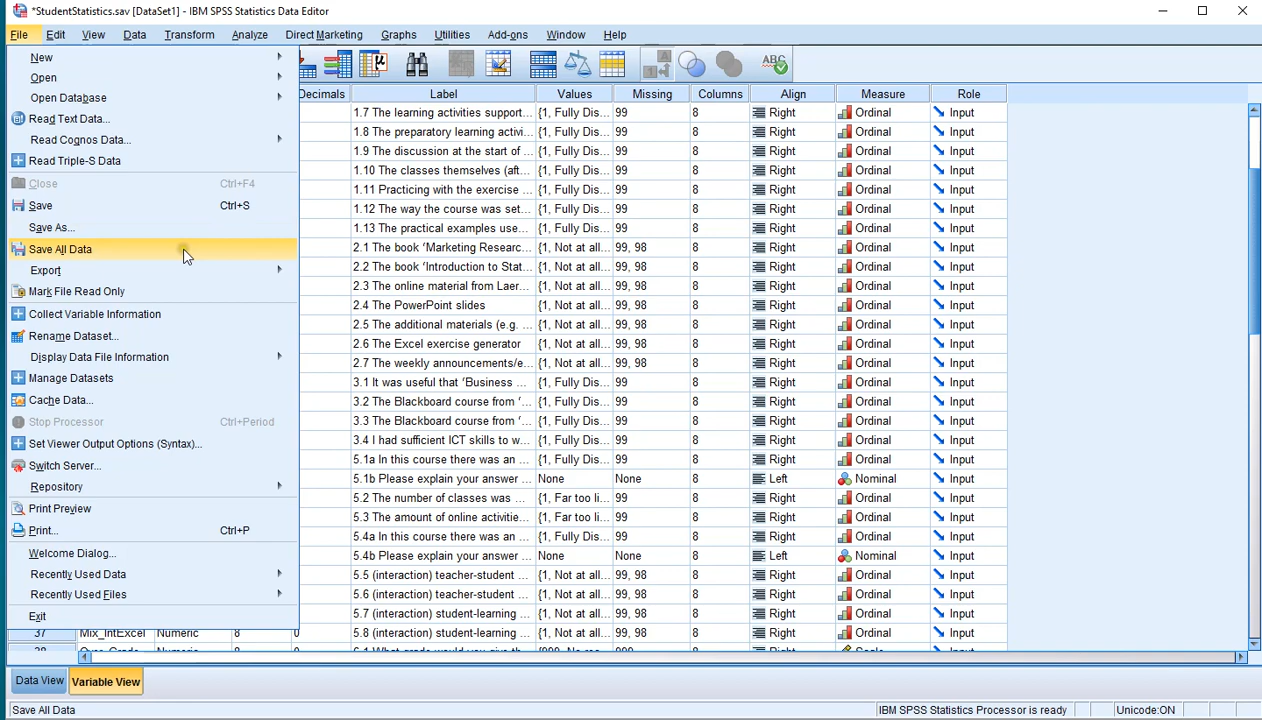 *StudentStatistics.sav [DataSet1] - IBM SPSS Statistics Data Editor
File Edit View Data Transform Analyze Direct Marketing Graphs Utilities Add-ons Window Help
New
Open
Open Database
Read Text Data...
Read Cognos Data...
Read Triple-S Data
Close Ctrl+F4
Save Ctrl+S
Save As...
Save All Data
Export
Mark File Read Only
Collect Variable Information
Rename Dataset...
Display Data File Information
Manage Datasets
Cache Data...
Stop Processor Ctrl+Period
Set Viewer Output Options (Syntax)...
Switch Server...
Repository
Print Preview
Print... Ctrl+P
Welcome Dialog...
Recently Used Data
Recently Used Files
Exit
Decimals Label Values Missing Columns Align Measure Role
1.7 The learning activities support... {1, Fully Dis... 99 8 Right Ordinal Input
1.8 The preparatory learning activi... {1, Fully Dis... 99 8 Right Ordinal Input
1.9 The discussion at the start of ... {1, Fully Dis... 99 8 Right Ordinal Input
1.10 The classes themselves (aft... {1, Fully Dis... 99 8 Right Ordinal Input
1.11 Practicing with the exercise ... {1, Fully Dis... 99 8 Right Ordinal Input
1.12 The way the course was set... {1, Fully Dis... 99 8 Right Ordinal Input
1.13 The practical examples use... {1, Fully Dis... 99 8 Right Ordinal Input
2.1 The book ‘Marketing Researc... {1, Not at all... 99, 98 8 Right Ordinal Input
2.2 The book ‘Introduction to Stat... {1, Not at all... 99, 98 8 Right Ordinal Input
2.3 The online material from Laer... {1, Not at all... 99, 98 8 Right Ordinal Input
2.4 The PowerPoint slides {1, Not at all... 99, 98 8 Right Ordinal Input
2.5 The additional materials (e.g. ... {1, Not at all... 99, 98 8 Right Ordinal Input
2.6 The Excel exercise generator {1, Not at all... 99, 98 8 Right Ordinal Input
2.7 The weekly announcements/e... {1, Not at all... 99, 98 8 Right Ordinal Input
3.1 It was useful that ‘Business ... {1, Fully Dis... 99 8 Right Ordinal Input
3.2 The Blackboard course from ‘... {1, Fully Dis... 99 8 Right Ordinal Input
3.3 The Blackboard course from ‘... {1, Fully Dis... 99 8 Right Ordinal Input
3.4 I had sufficient ICT skills to w... {1, Fully Dis... 99 8 Right Ordinal Input
5.1a In this course there was an ... {1, Fully Dis... 99 8 Right Ordinal Input
5.1b Please explain your answer ... None None 8 Left Nominal Input
5.2 The number of classes was ... {1, Far too li... 99 8 Right Ordinal Input
5.3 The amount of online activitie... {1, Far too li... 99 8 Right Ordinal Input
5.4a In this course there was an ... {1, Fully Dis... 99 8 Right Ordinal Input
5.4b Please explain your answer ... None None 8 Left Nominal Input
5.5 (interaction) teacher-student ... {1, Not at all... 99, 98 8 Right Ordinal Input
5.6 (interaction) teacher-student ... {1, Not at all... 99, 98 8 Right Ordinal Input
5.7 (interaction) student-learning ... {1, Not at all... 99, 98 8 Right Ordinal Input
37 Mix_IntExcel Numeric 8 0 5.8 (interaction) student-learning ... {1, Not at all... 99, 98 8 Right Ordinal Input
38 Over_Grade Numeric 8 0 6.1 What grade would you give th... 999 8 Right Scale Input
Data View Variable View
Save All Data IBM SPSS Statistics Processor is ready Unicode:ON